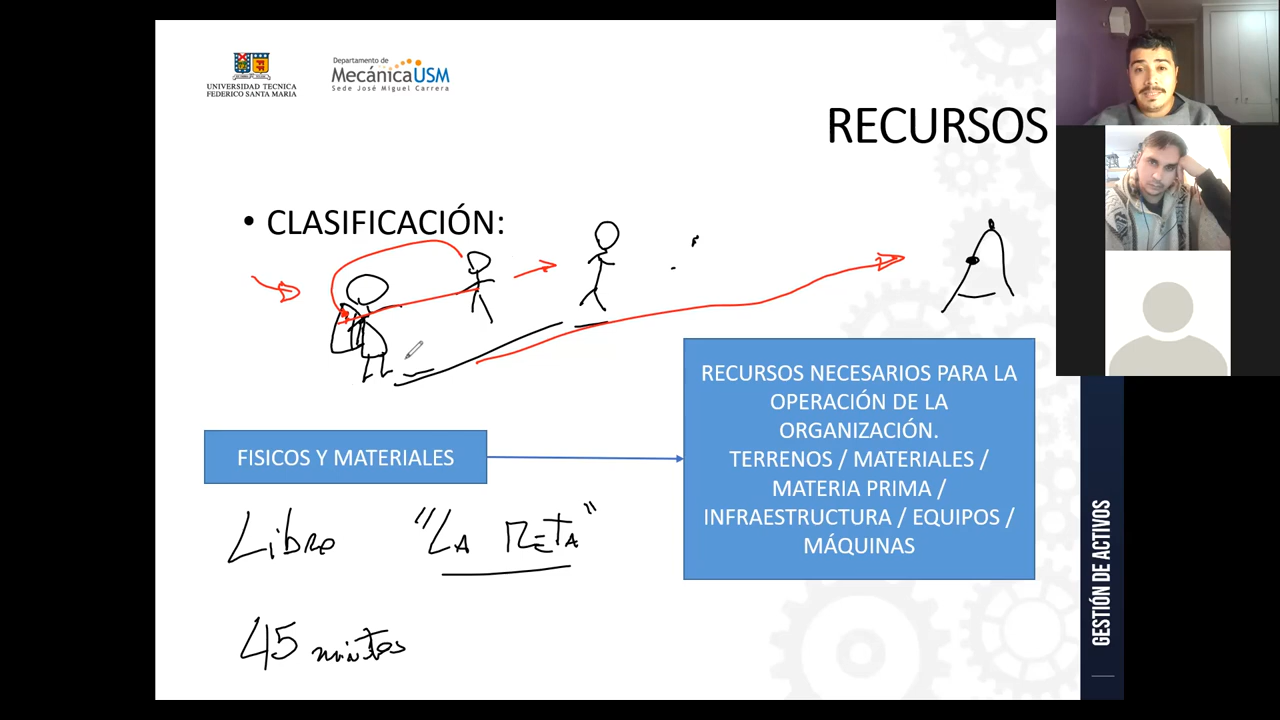 UNIVERSIDAD TECNICA
FEDERICO SANTA MARIA
Departamento de
MecánicaUSM
Sede José Miguel Carrera
RECURSOS
• CLASIFICACIÓN:
FISICOS Y MATERIALES
RECURSOS NECESARIOS PARA LA
OPERACIÓN DE LA
ORGANIZACIÓN.
TERRENOS / MATERIALES /
MATERIA PRIMA /
INFRAESTRUCTURA / EQUIPOS /
MÁQUINAS
Libro "La META"
45 minutos
GESTIÓN DE ACTIVOS